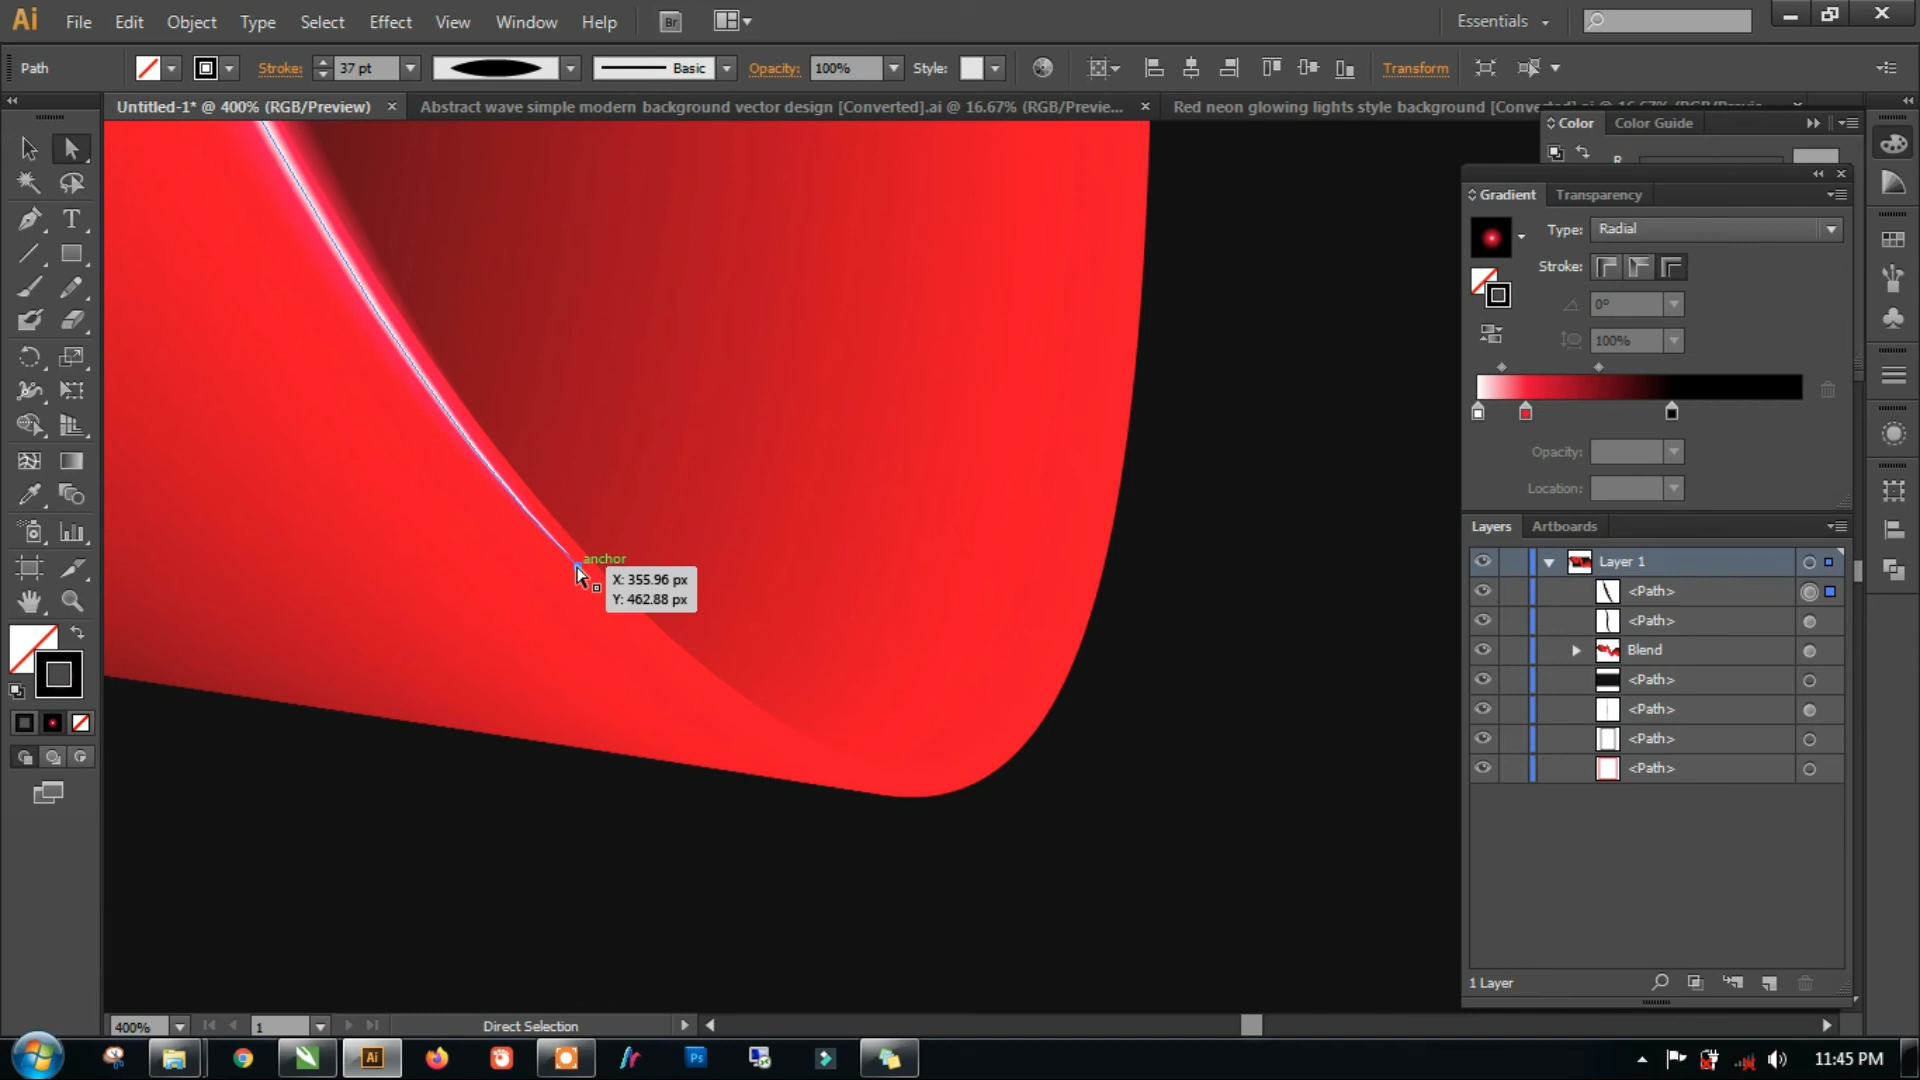 Ai File Edit Object Type Select Effect View Window Help Br Essentials
Path Stroke: 37 pt Basic Opacity: 100% Style: Transform
Untitled-1* @ 400% (RGB/Preview) × Abstract wave simple modern background vector design [Converted].ai @ 16.67% (RGB/Previe... × Red neon glowing lights style background [Conve
Color Color Guide
R
Gradient Transparency
Type: Radial
Stroke:
0°
100%
Opacity:
Location:
anchor
X: 355.96 px
Y: 462.88 px
Layers Artboards
Layer 1
<Path>
<Path>
Blend
<Path>
<Path>
<Path>
<Path>
1 Layer
400% 1 Direct Selection
Ai Ps 11:45 PM